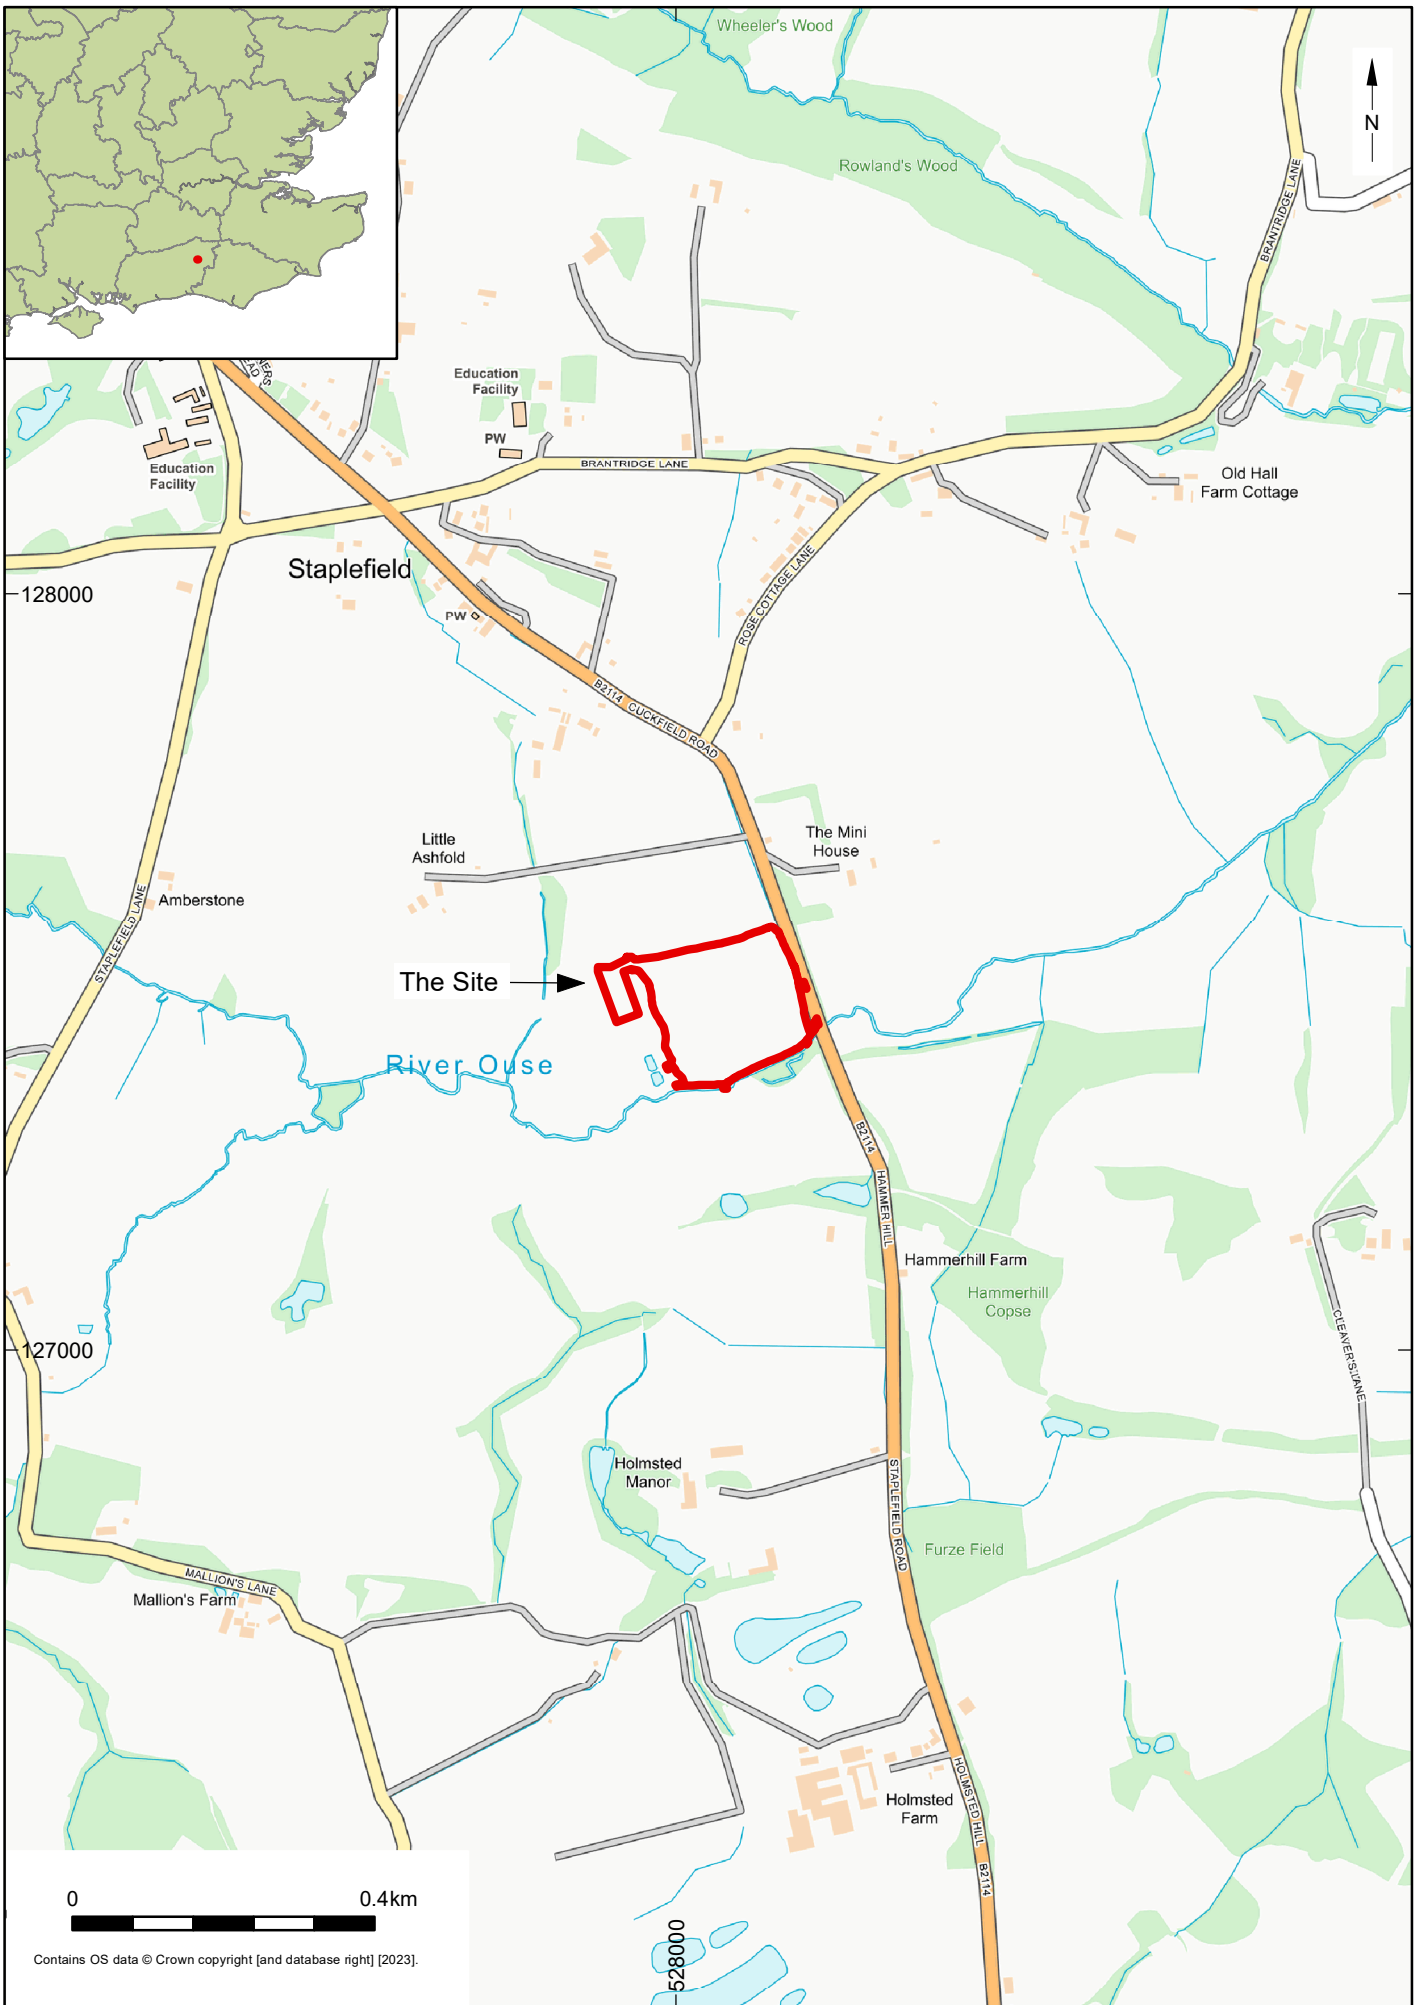 Wheeler's Wood
N
Rowland's Wood
BRANTRIDGE LANE
Education
Facility
PW
Education
Facility
BRANTRIDGE LANE
Old Hall
Farm Cottage
Staplefield
128000
ROSE COTTAGE LANE
PW
B2114 CUCKFIELD ROAD
Little
Ashfold
The Mini
House
Amberstone
STAPLEFIELD LANE
The Site
River Ouse
B2114
HAMMER HILL
Hammerhill Farm
Hammerhill
Copse
127000
CLEAVER'S LANE
Holmsted
Manor
STAPLEFIELD ROAD
Furze Field
MALLION'S LANE
Mallion's Farm
Holmsted
Farm
HOLMSTED HILL
B2114
0 0.4km
528000
Contains OS data © Crown copyright [and database right] [2023].